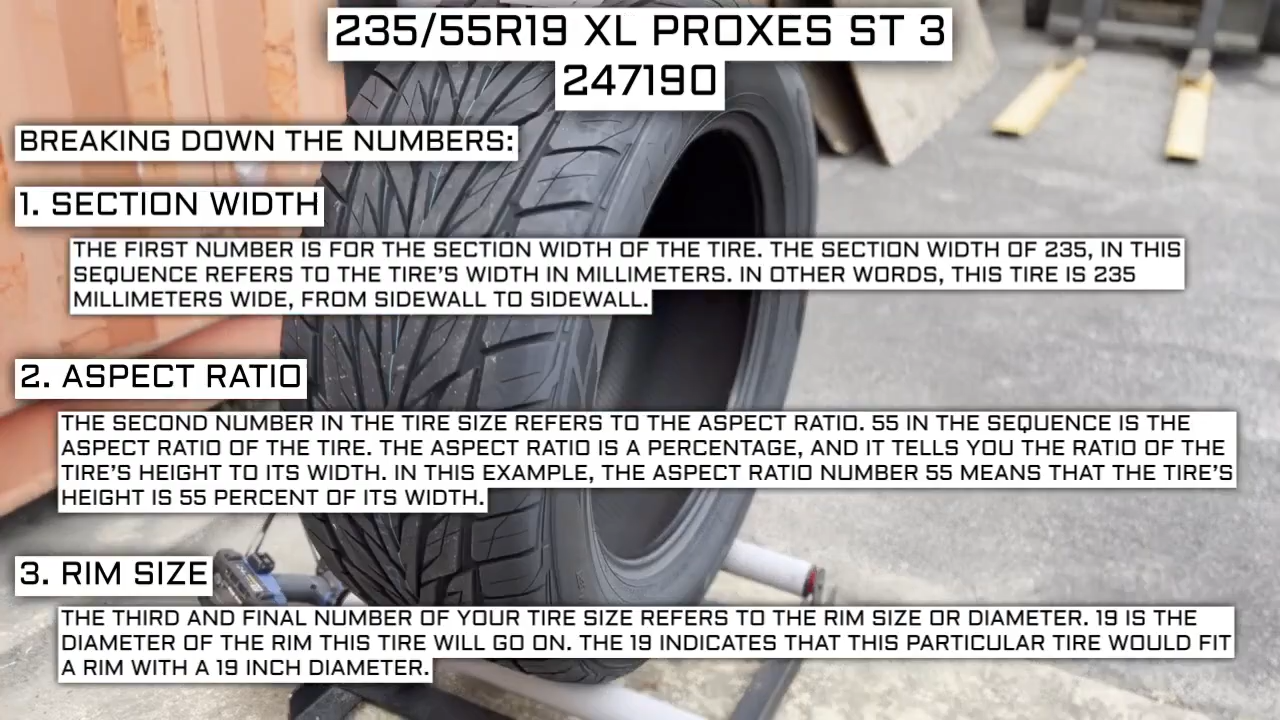 235/55R19 XL PROXES ST 3
247190
BREAKING DOWN THE NUMBERS:
1. SECTION WIDTH
THE FIRST NUMBER IS FOR THE SECTION WIDTH OF THE TIRE. THE SECTION WIDTH OF 235, IN THIS
SEQUENCE REFERS TO THE TIRE'S WIDTH IN MILLIMETERS. IN OTHER WORDS, THIS TIRE IS 235
MILLIMETERS WIDE, FROM SIDEWALL TO SIDEWALL.
2. ASPECT RATIO
THE SECOND NUMBER IN THE TIRE SIZE REFERS TO THE ASPECT RATIO. 55 IN THE SEQUENCE IS THE
ASPECT RATIO OF THE TIRE. THE ASPECT RATIO IS A PERCENTAGE, AND IT TELLS YOU THE RATIO OF THE
TIRE'S HEIGHT TO ITS WIDTH. IN THIS EXAMPLE, THE ASPECT RATIO NUMBER 55 MEANS THAT THE TIRE'S
HEIGHT IS 55 PERCENT OF ITS WIDTH.
3. RIM SIZE
THE THIRD AND FINAL NUMBER OF YOUR TIRE SIZE REFERS TO THE RIM SIZE OR DIAMETER. 19 IS THE
DIAMETER OF THE RIM THIS TIRE WILL GO ON. THE 19 INDICATES THAT THIS PARTICULAR TIRE WOULD FIT
A RIM WITH A 19 INCH DIAMETER.